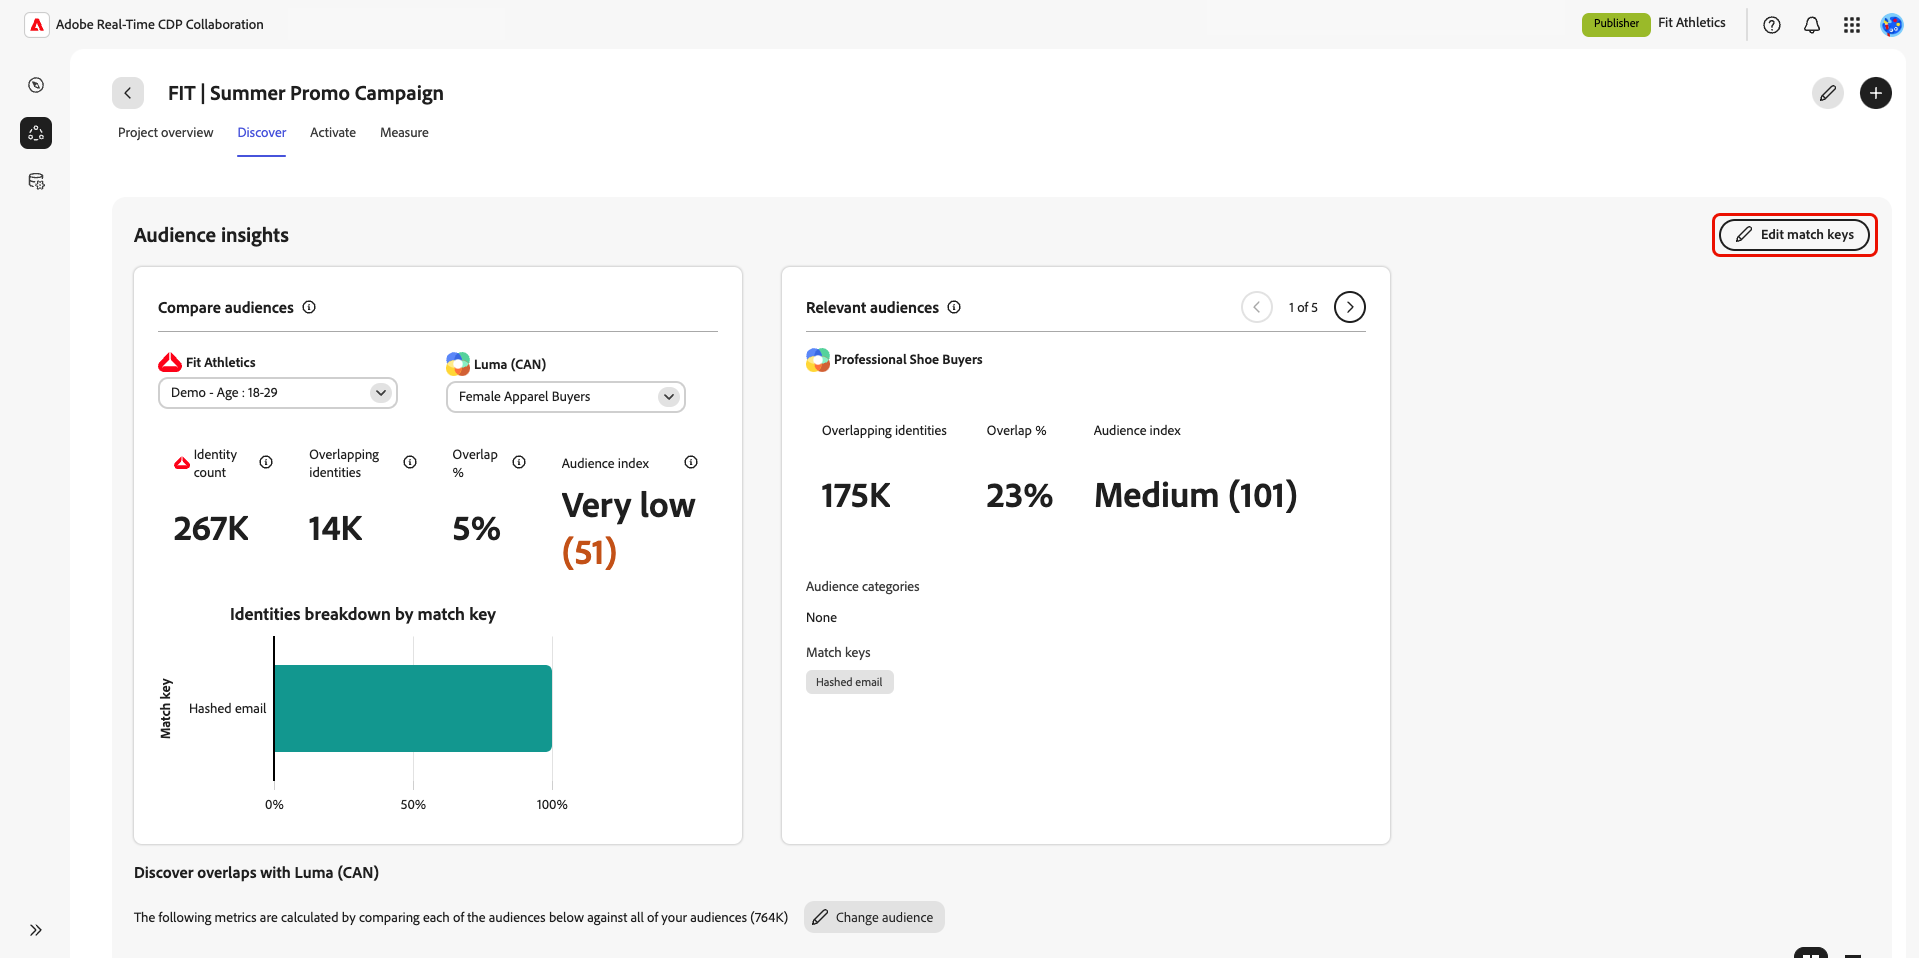 Adobe Real-Time CDP Collaboration
Publisher
Fit Athletics
FIT | Summer Promo Campaign
Project overview
Discover
Activate
Measure
Audience insights
Edit match keys
Compare audiences
Fit Athletics
Demo - Age : 18-29
Luma (CAN)
Female Apparel Buyers
Identity
count
267K
Overlapping
identities
14K
Overlap
%
5%
Audience index
Very low
(51)
Identities breakdown by match key
Match key
Hashed email
0%
50%
100%
Relevant audiences
1 of 5
Professional Shoe Buyers
Overlapping identities
Overlap %
Audience index
175K
23%
Medium (101)
Audience categories
None
Match keys
Hashed email
Discover overlaps with Luma (CAN)
The following metrics are calculated by comparing each of the audiences below against all of your audiences (764K)
Change audience